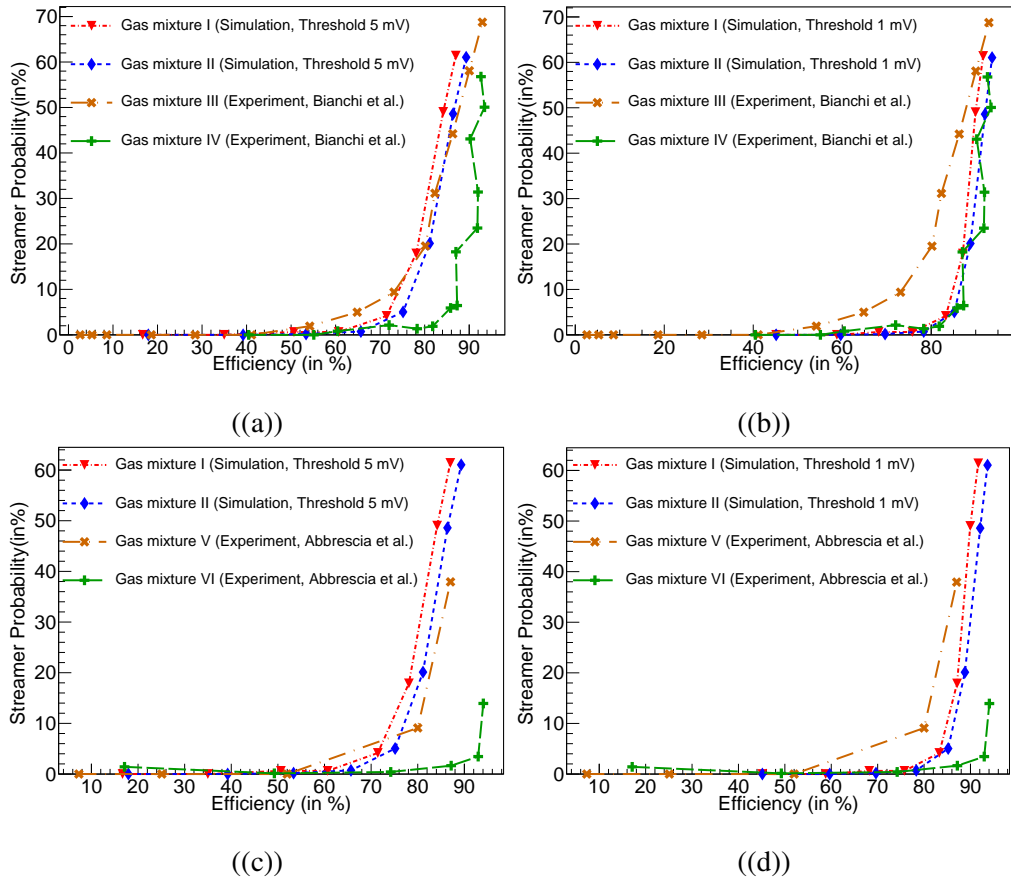 Gas mixture I (Simulation, Threshold 5 mV)
Gas mixture II (Simulation, Threshold 5 mV)
Gas mixture III (Experiment, Bianchi et al.)
Gas mixture IV (Experiment, Bianchi et al.)
Streamer Probability(in%)
70
60
50
40
30
20
10
0
0 10 20 30 40 50 60 70 80 90
Efficiency (in %)
((a))
Gas mixture I (Simulation, Threshold 1 mV)
Gas mixture II (Simulation, Threshold 1 mV)
Gas mixture III (Experiment, Bianchi et al.)
Gas mixture IV (Experiment, Bianchi et al.)
Streamer Probability(in%)
70
60
50
40
30
20
10
0
0 20 40 60 80
Efficiency (in %)
((b))
Gas mixture I (Simulation, Threshold 5 mV)
Gas mixture II (Simulation, Threshold 5 mV)
Gas mixture V (Experiment, Abbrescia et al.)
Gas mixture VI (Experiment, Abbrescia et al.)
Streamer Probability(in%)
60
50
40
30
20
10
0
10 20 30 40 50 60 70 80 90
Efficiency (in %)
((c))
Gas mixture I (Simulation, Threshold 1 mV)
Gas mixture II (Simulation, Threshold 1 mV)
Gas mixture V (Experiment, Abbrescia et al.)
Gas mixture VI (Experiment, Abbrescia et al.)
Streamer Probability(in%)
60
50
40
30
20
10
0
10 20 30 40 50 60 70 80 90
Efficiency (in %)
((d))